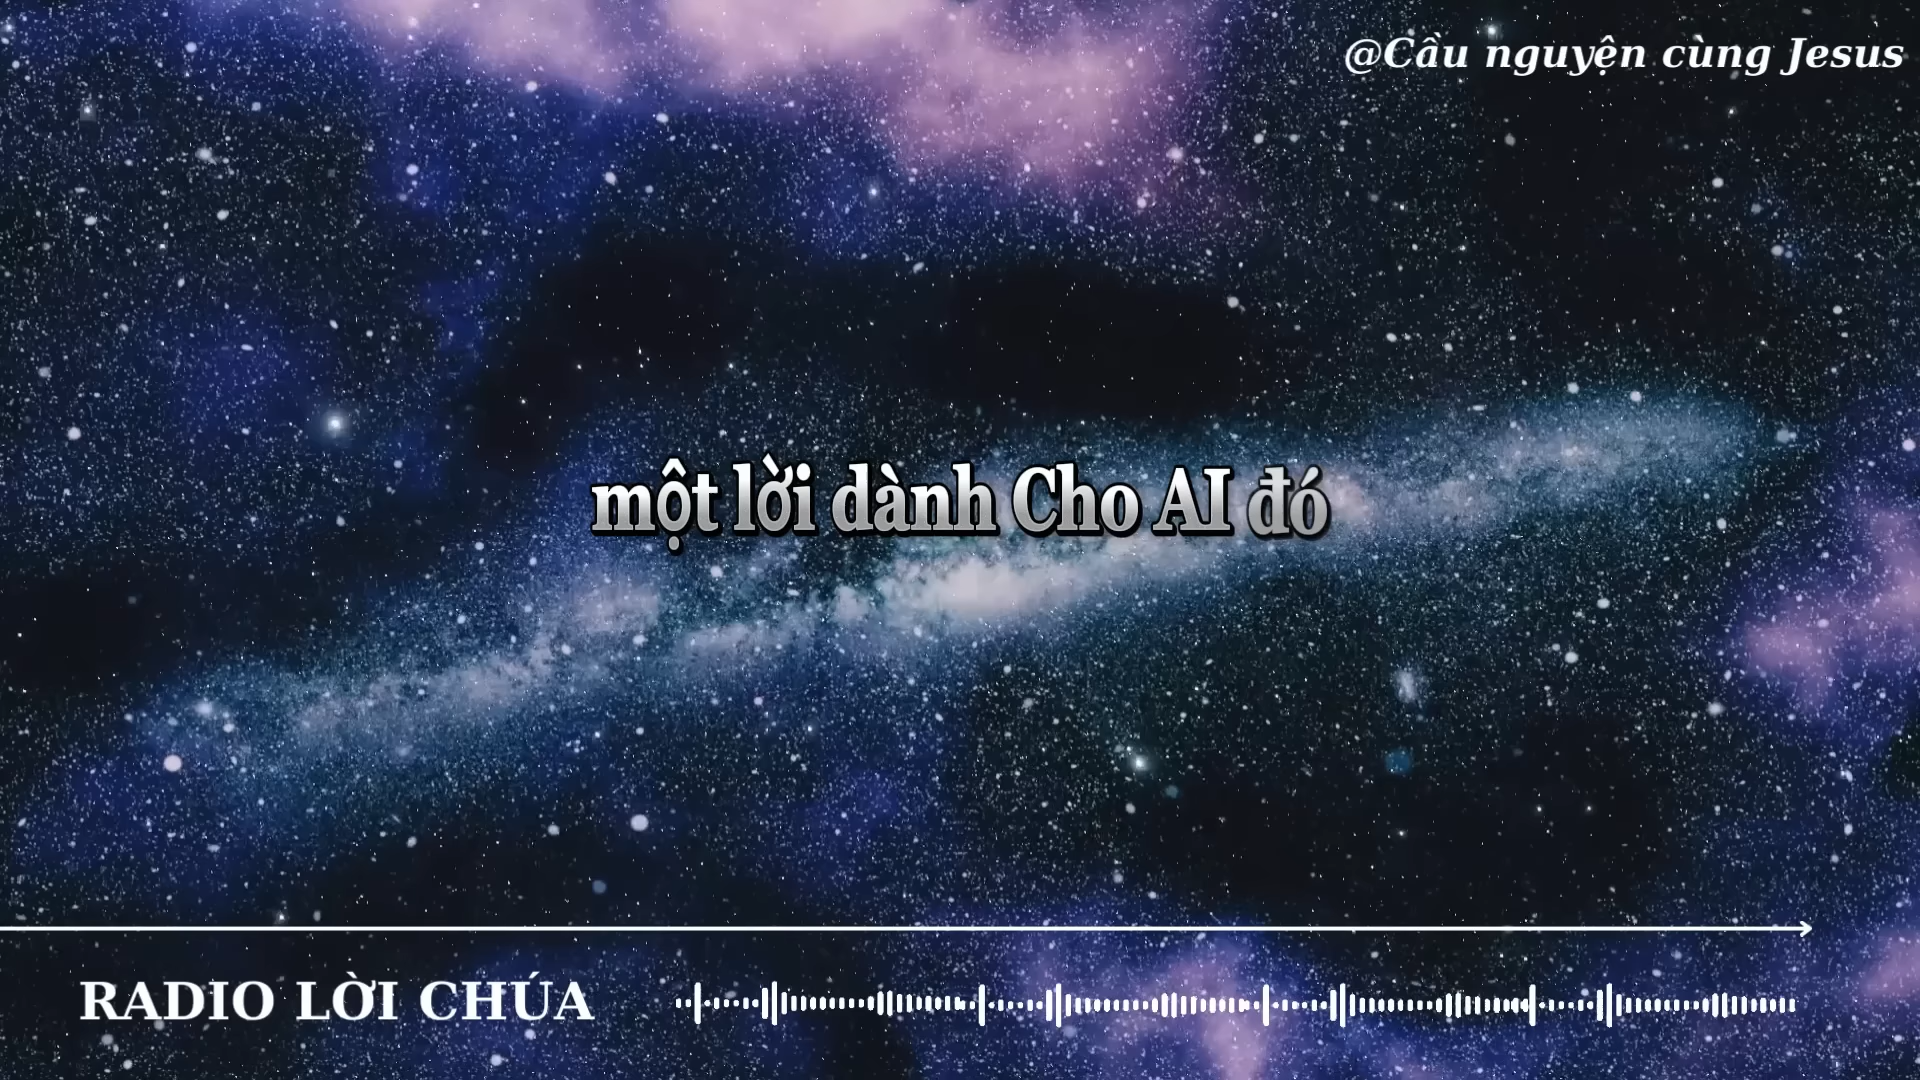 @Cầu nguyện cùng Jesus
một lời dành Cho AI đó
RADIO LỜI CHÚA